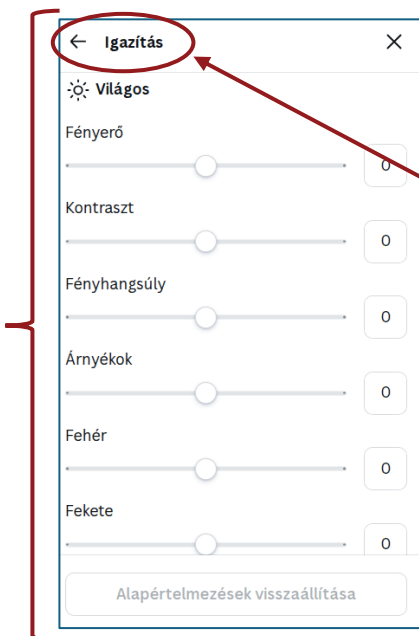 Igazítás
Világos
Fényerő
0
Kontraszt
0
Fényhangsúly
0
Árnyékok
0
Fehér
0
Fekete
0
Alapértelmezések visszaállítása